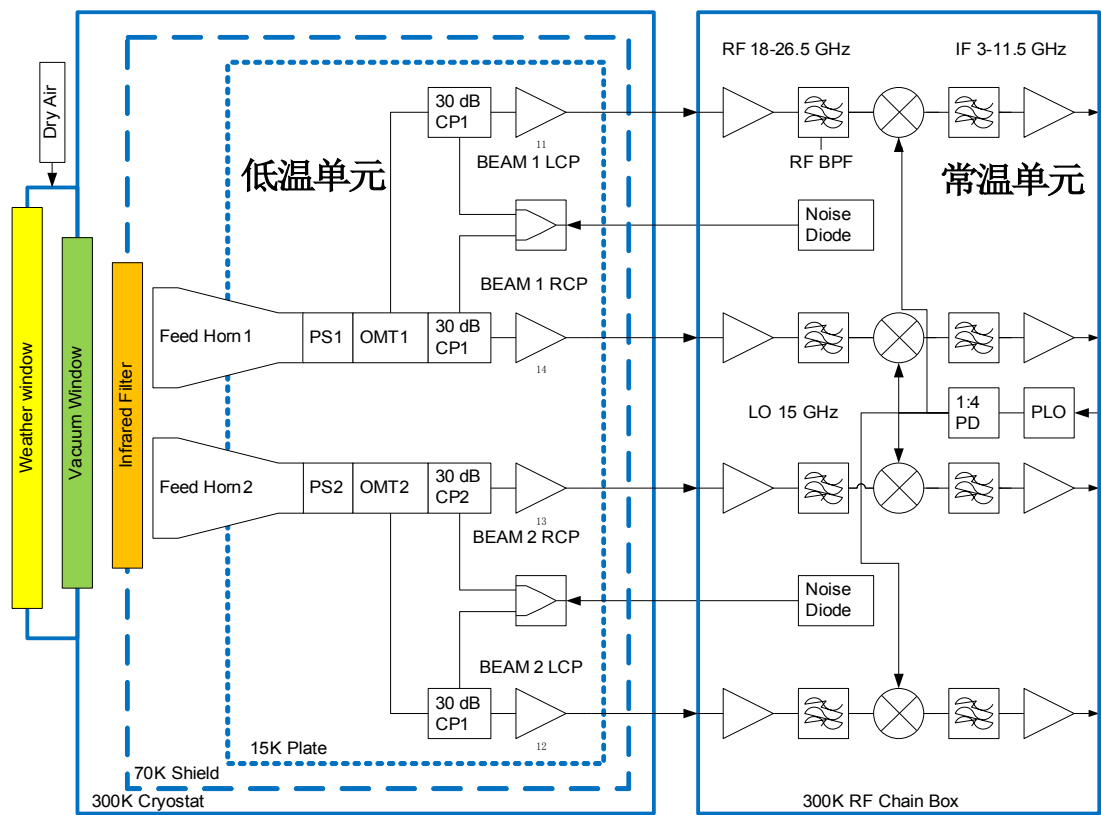 RF 18-26.5 GHz
IF 3-11.5 GHz
Dry Air
30 dB
CP1
11
BEAM 1 LCP
RF BPF
低温单元
常温单元
Noise
Diode
BEAM 1 RCP
Weather window
Vacuum Window
Infrared Filter
Feed Horn1
PS1
OMT1
30 dB
CP1
14
LO 15 GHz
1:4
PD
PLO
Feed Horn2
PS2
OMT2
30 dB
CP2
13
BEAM 2 RCP
Noise
Diode
BEAM 2 LCP
30 dB
CP1
12
15K Plate
70K Shield
300K Cryostat
300K RF Chain Box